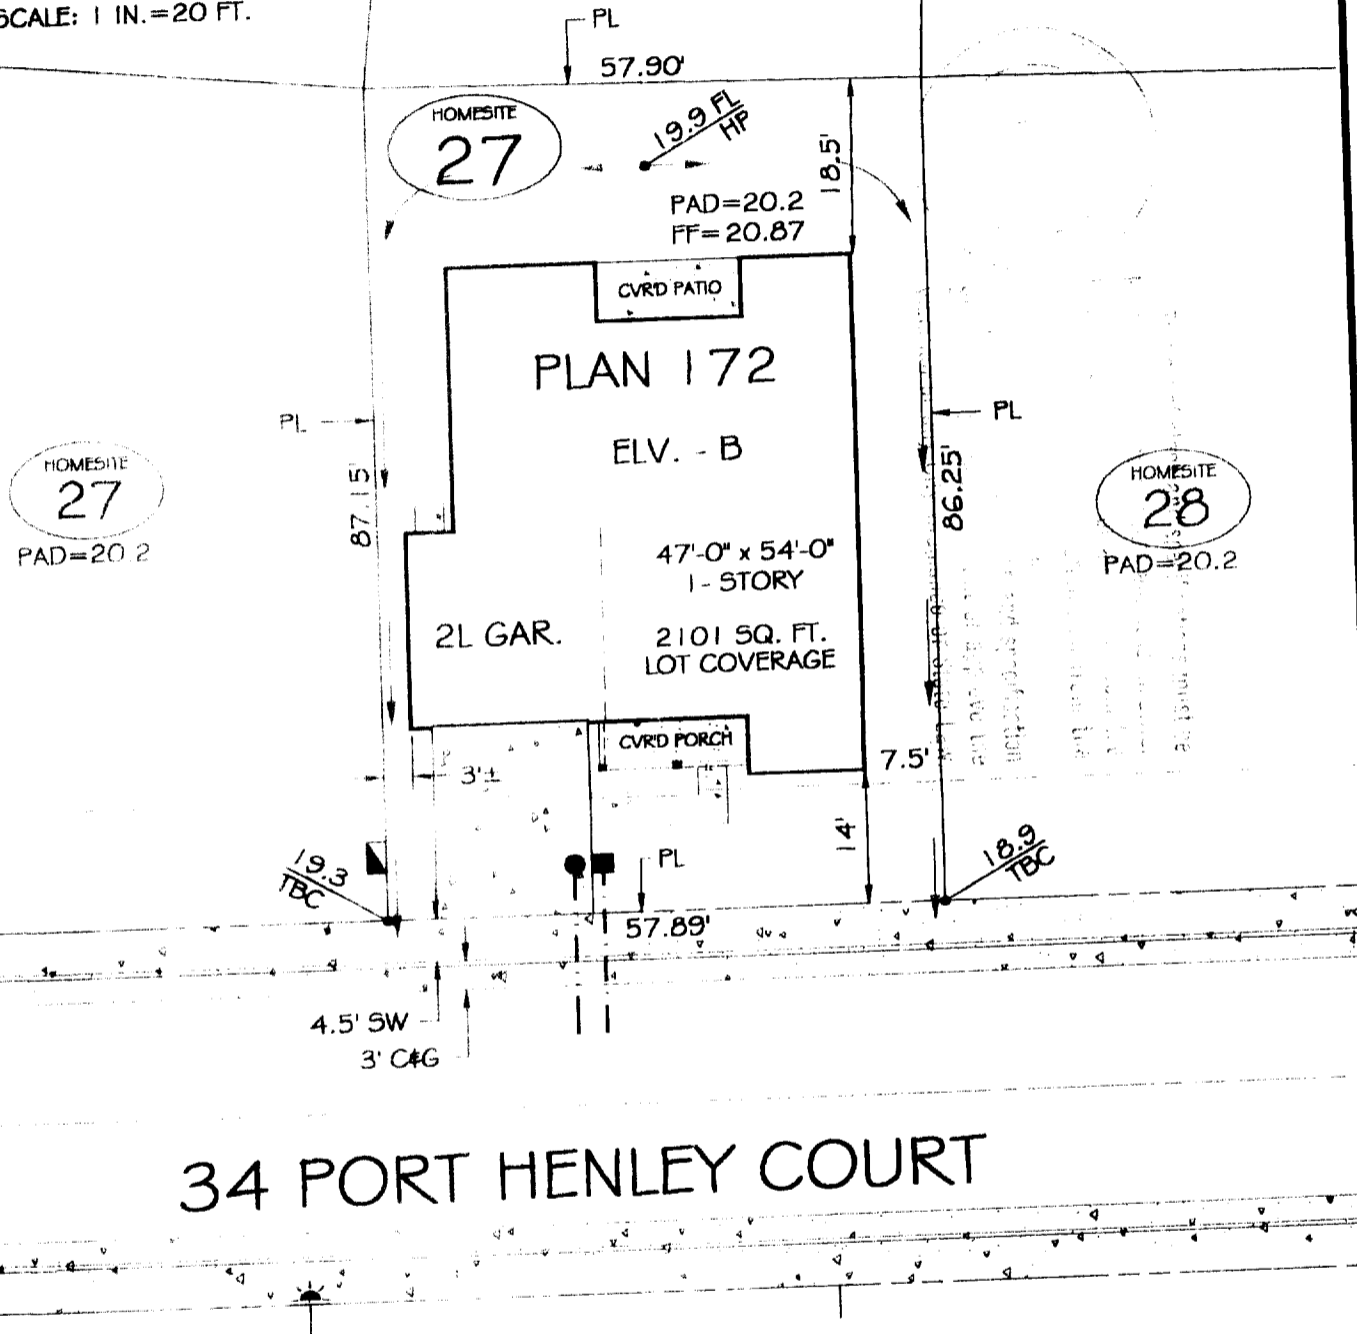 SCALE: 1 IN.=20 FT.
PL
57.90'
HOMESITE
27
19.9 FL
HP
18.5'
PAD=20.2
FF=20.87
CVR'D PATIO
PLAN 172
ELV. - B
PL
PL
HOMESITE
27
PAD=20.2
87.15'
86.25'
HOMESITE
28
PAD=20.2
47'-0" x 54'-0"
1- STORY
2L GAR.
2101 SQ. FT.
LOT COVERAGE
CVR'D PORCH
7.5'
3'±
14'
19.3
TBC
PL
18.9
TBC
57.89'
4.5' SW
3' C&G
34 PORT HENLEY COURT